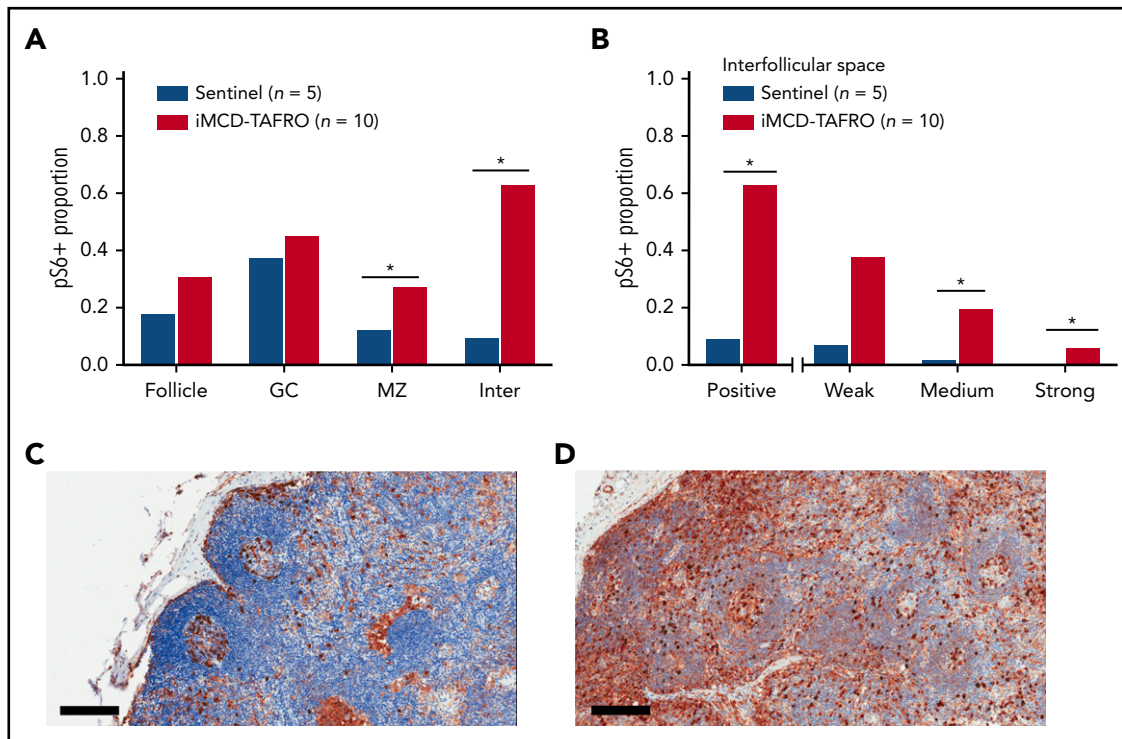 A
pS6+ proportion
1.0
0.8
0.6
0.4
0.2
0.0
Sentinel (n = 5)
iMCD-TAFRO (n = 10)
*
*
Follicle GC MZ Inter
B
pS6+ proportion
1.0
0.8
0.6
0.4
0.2
0.0
Interfollicular space
Sentinel (n = 5)
iMCD-TAFRO (n = 10)
*
*
*
Positive Weak Medium Strong
C
D